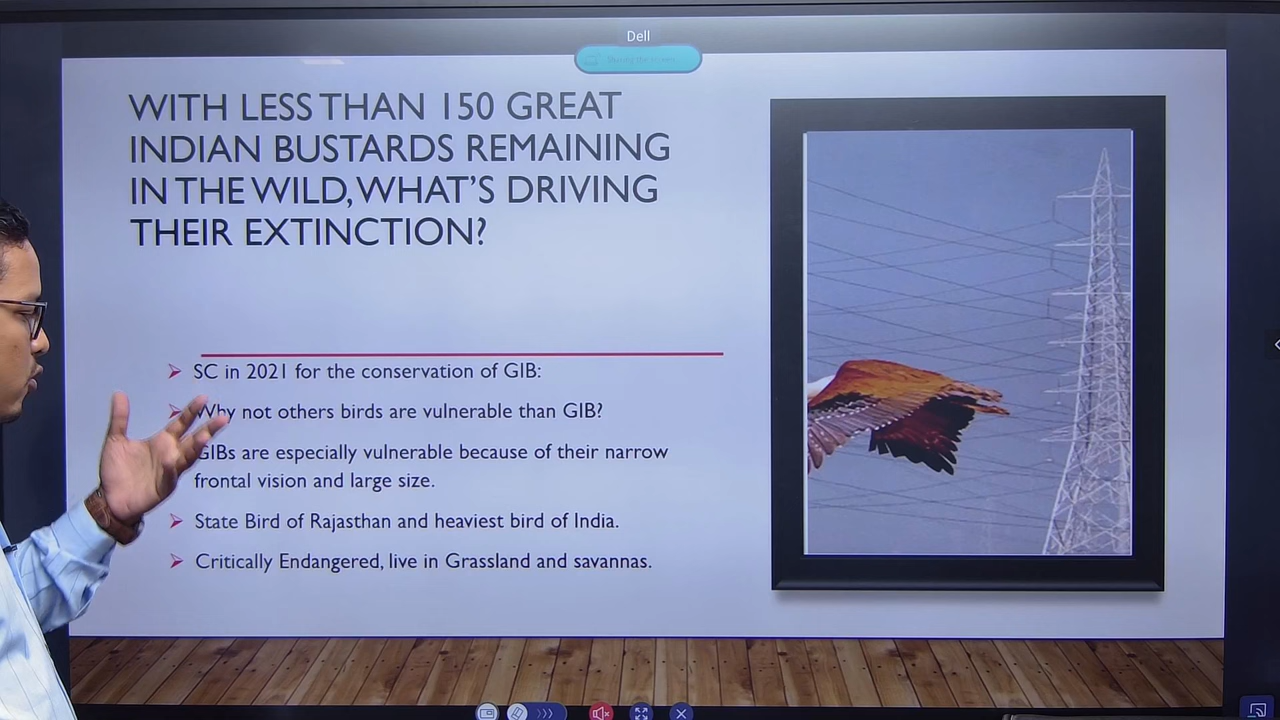 Dell
WITH LESS THAN 150 GREAT
INDIAN BUSTARDS REMAINING
IN THE WILD, WHAT'S DRIVING
THEIR EXTINCTION?
SC in 2021 for the conservation of GIB:
Why not others birds are vulnerable than GIB?
GIBs are especially vulnerable because of their narrow
frontal vision and large size.
State Bird of Rajasthan and heaviest bird of India.
Critically Endangered, live in Grassland and savannas.